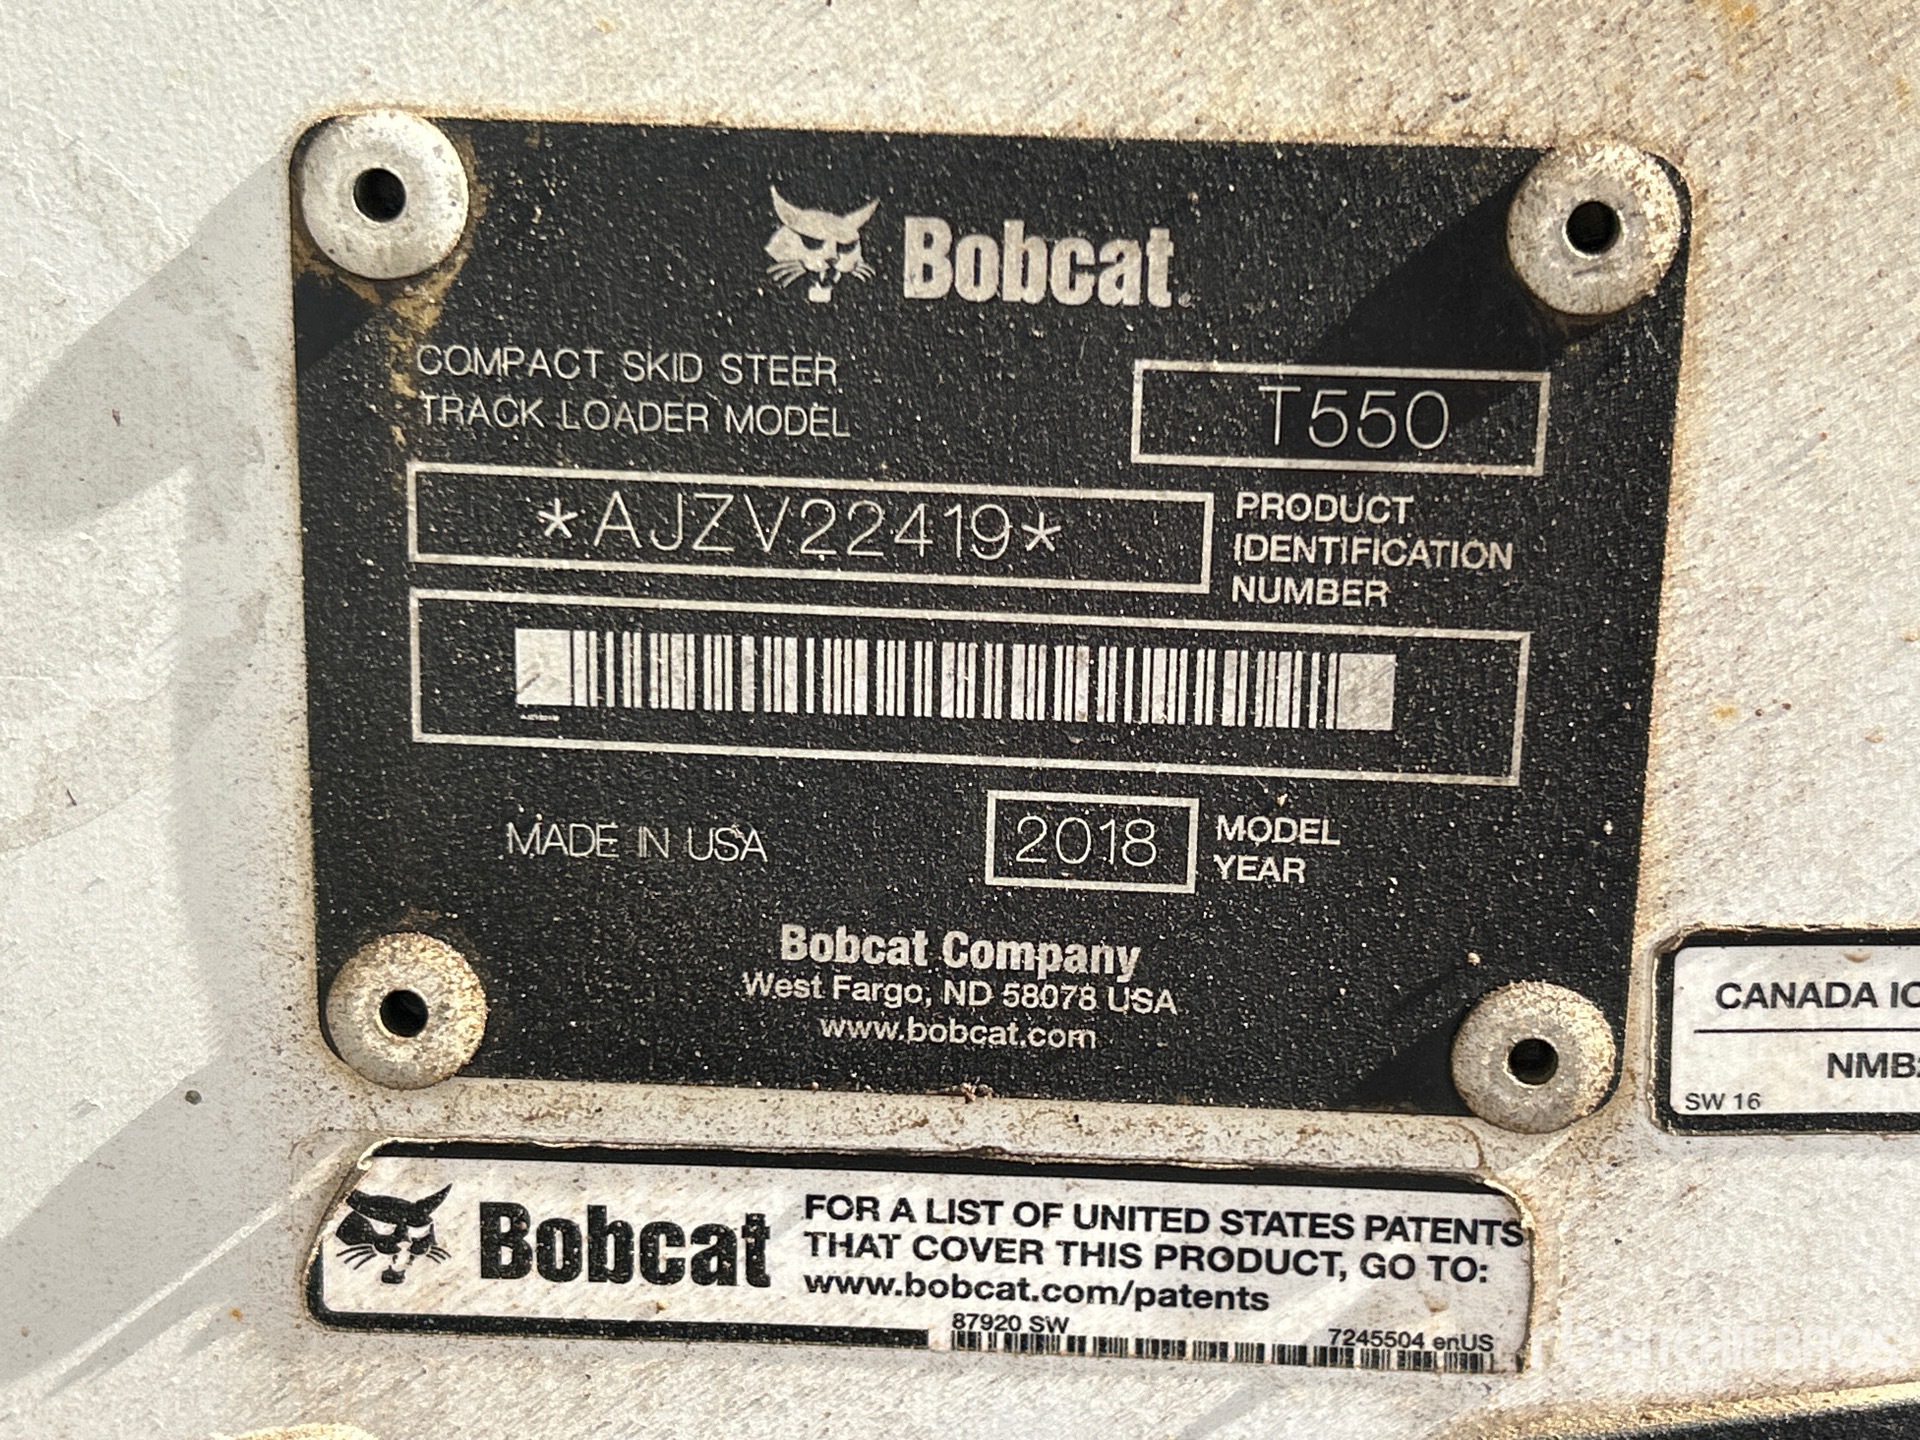 Bobcat
COMPACT SKID STEER
TRACK LOADER MODEL
T550
*AJZV22419*
PRODUCT
IDENTIFICATION
NUMBER
MADE IN USA
2018
MODEL
YEAR
Bobcat Company
West Fargo, ND 58078 USA
www.bobcat.com
CANADA
SW 16
Bobcat
FOR A LIST OF UNITED STATES PATENTS
THAT COVER THIS PRODUCT, GO TO:
www.bobcat.com/patents
87920 SW
7245504 enUS